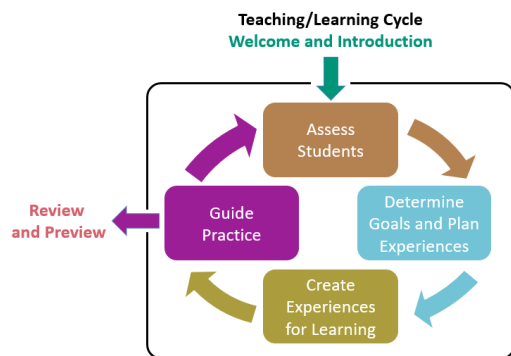 Teaching/Learning Cycle
Welcome and Introduction
Assess
Students
Determine
Goals and Plan
Experiences
Create
Experiences
for Learning
Guide
Practice
Review
and Preview